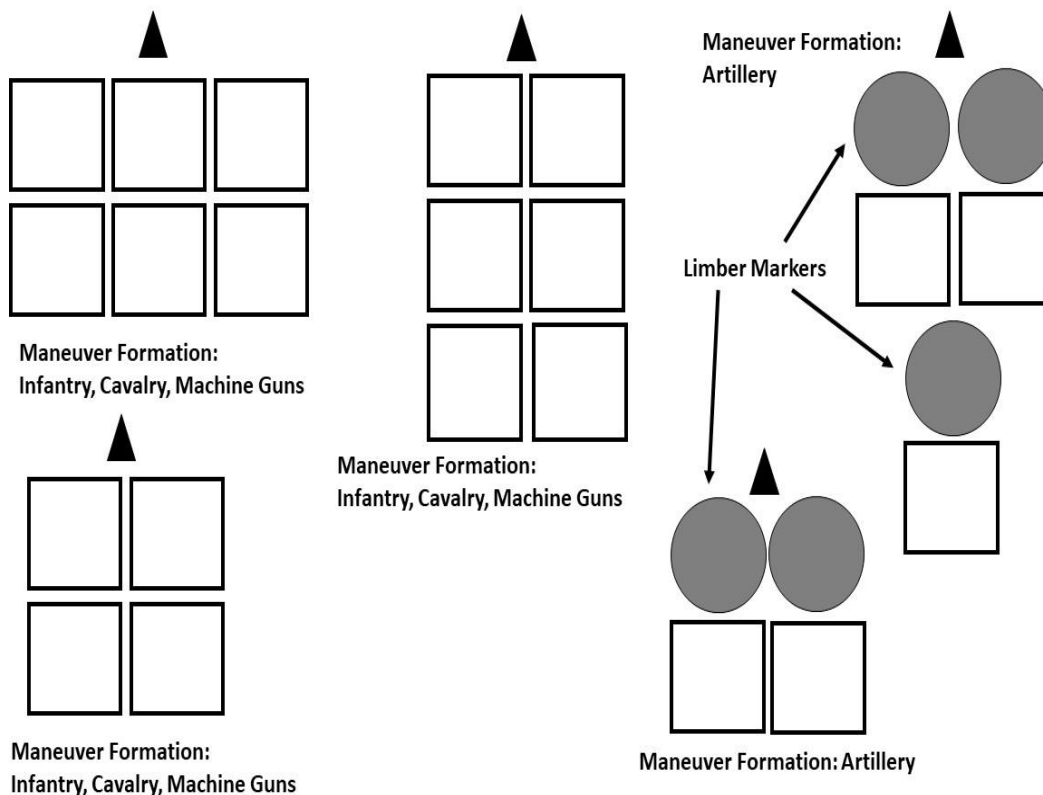 Maneuver Formation:
Infantry, Cavalry, Machine Guns
Maneuver Formation:
Infantry, Cavalry, Machine Guns
Maneuver Formation:
Infantry, Cavalry, Machine Guns
Maneuver Formation:
Artillery
Limber Markers
Maneuver Formation: Artillery